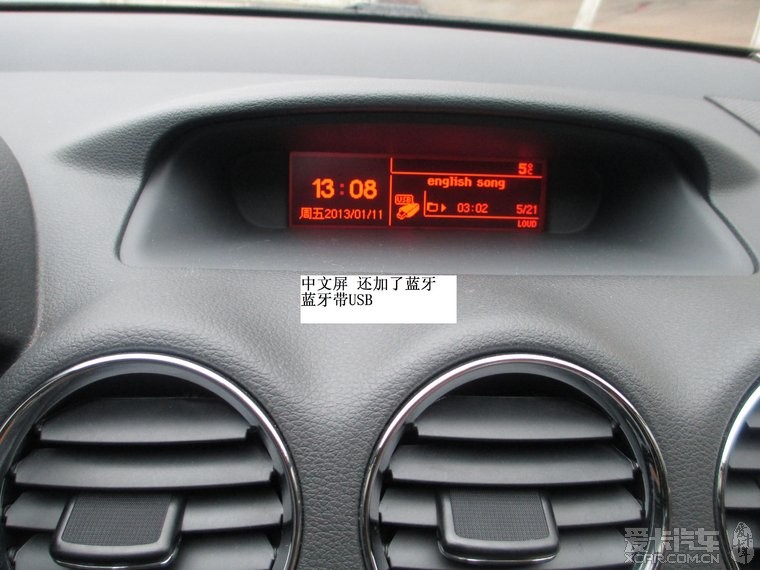 13:08
周五2013/01/11
5°C
english song
USB
03:02 5/21
LOUD
中文屏 还加了蓝牙
蓝牙带USB
爱卡汽车
XCAR.COM.CN